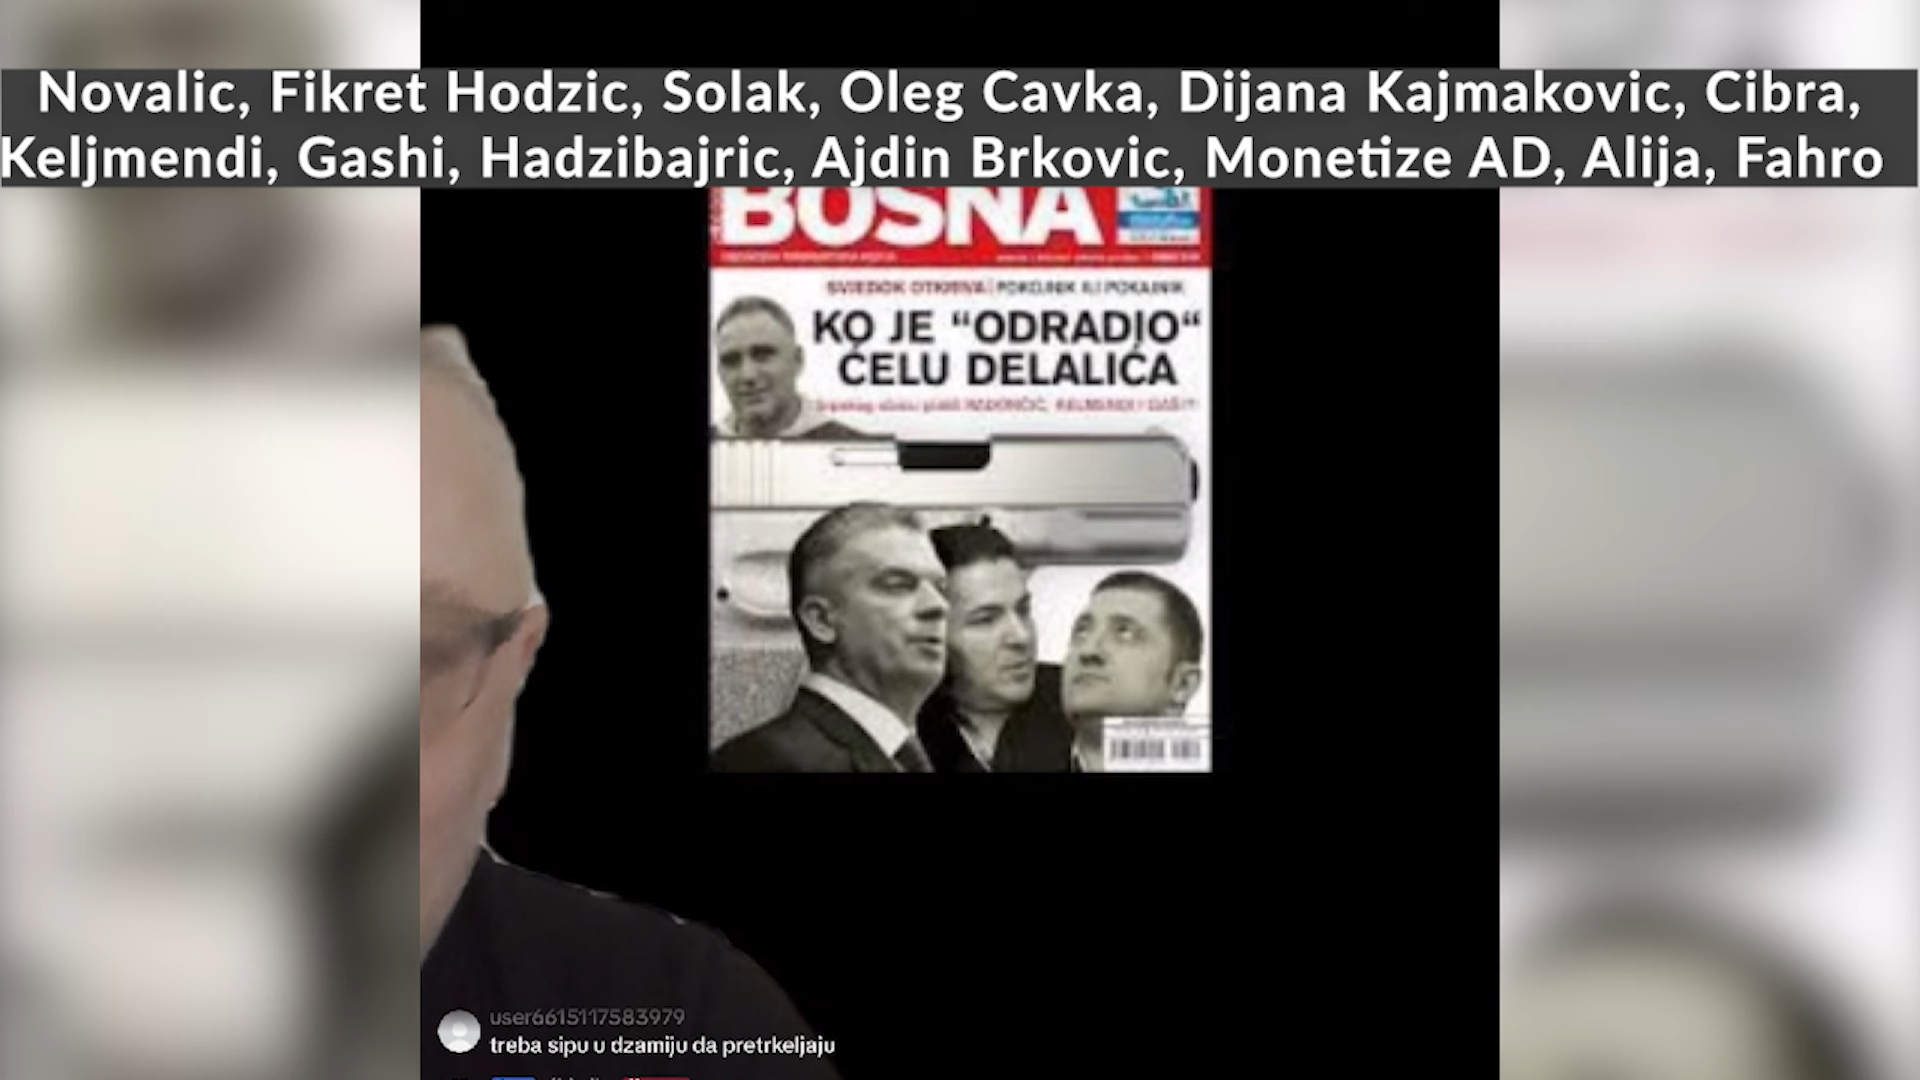 Novalic, Fikret Hodzic, Solak, Oleg Cavka, Dijana Kajmakovic, Cibra,
Keljmendi, Gashi, Hadzibajric, Ajdin Brkovic, Monetize AD, Alija, Fahro
BOSNA
SVJEDOK OTKRIVA | POKOJNIK ILI POKAJNIK
KO JE “ODRADIO“
ĆELU DELALIĆA
user6615117583979
treba sipu u dzamiju da pretrkeljaju